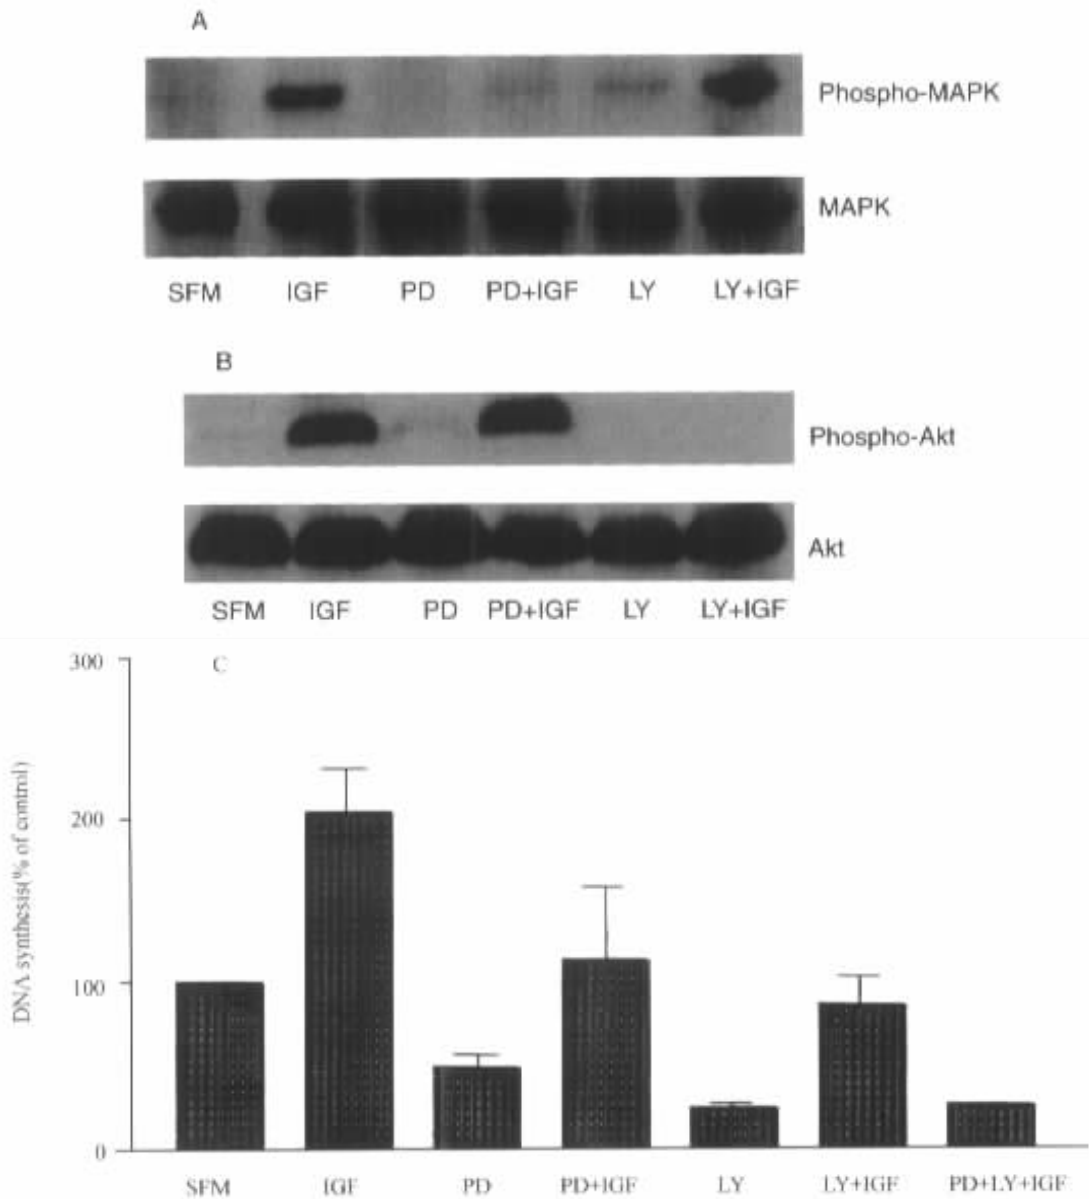 A
Phospho-MAPK
MAPK
SFM IGF PD PD+IGF LY LY+IGF
B
Phospho-Akt
Akt
SFM IGF PD PD+IGF LY LY+IGF
C
DNA synthesis(% of control)
300
200
100
0
SFM IGF PD PD+IGF LY LY+IGF PD+LY+IGF